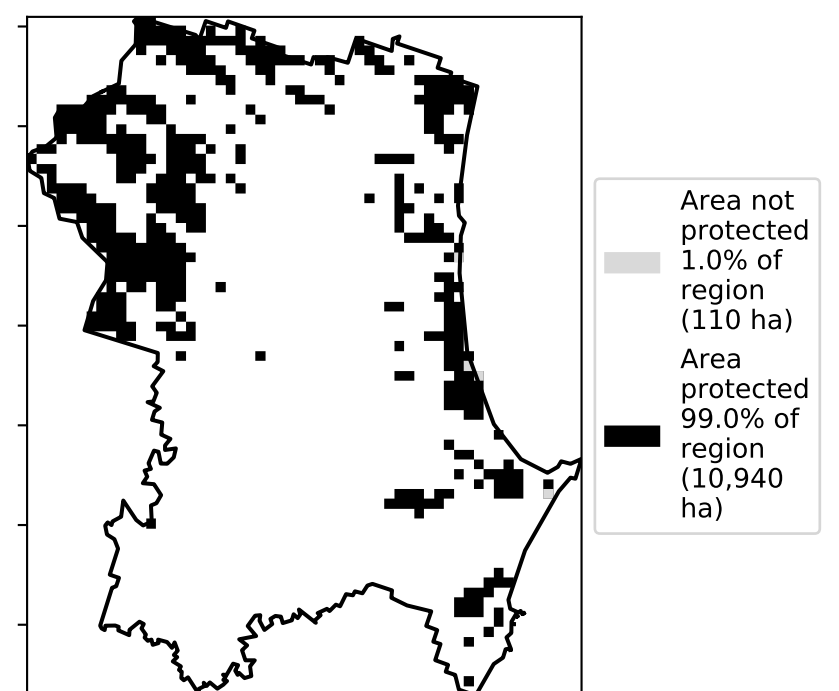 Area not
protected
1.0% of
region
(110 ha)
Area
protected
99.0% of
region
(10,940
ha)